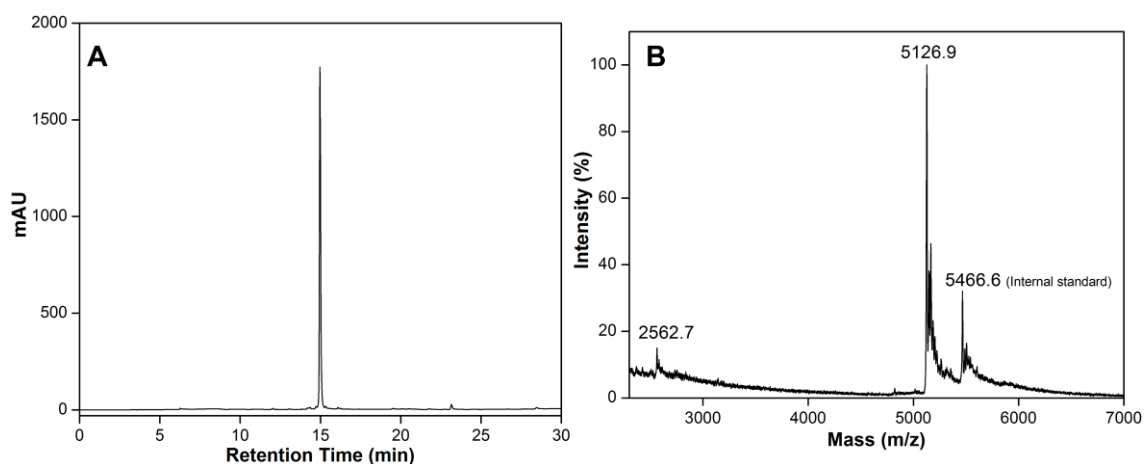 A
mAU
2000
1500
1000
500
0
0 5 10 15 20 25 30
Retention Time (min)
B
Intensity (%)
100
80
60
40
20
0
5126.9
5466.6 (Internal standard)
2562.7
3000 4000 5000 6000 7000
Mass (m/z)